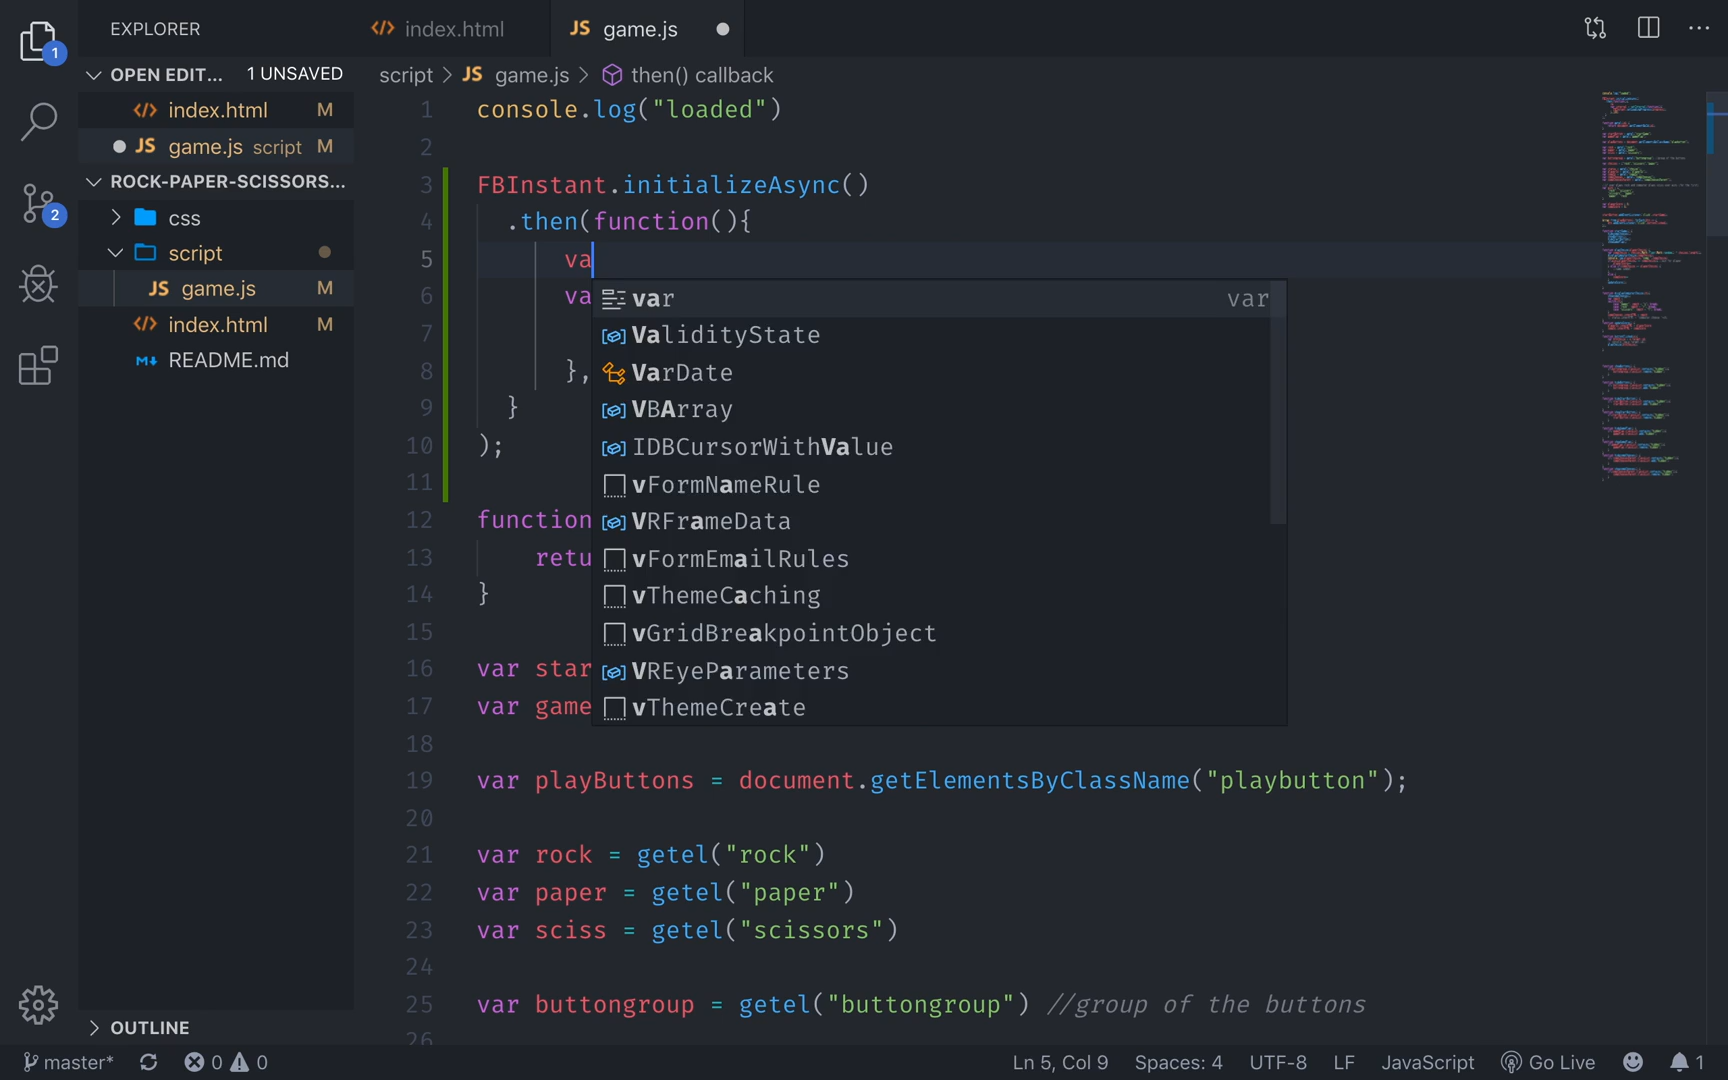 EXPLORER
index.html
JS game.js
1
OPEN EDIT... 1 UNSAVED
script > JS game.js > then() callback
index.html M
JS game.js script M
ROCK-PAPER-SCISSORS...
css
script
JS game.js M
index.html M
README.md
2
OUTLINE
1 console.log("loaded")
2
3 FBInstant.initializeAsync()
4 .then(function(){
5 va
6 va
7
8 },
9 }
10 );
11
12 function
13 retu
14 }
15
16 var star
17 var game
18
19 var playButtons = document.getElementsByClassName("playbutton");
20
21 var rock = getel("rock")
22 var paper = getel("paper")
23 var sciss = getel("scissors")
24
25 var buttongroup = getel("buttongroup") //group of the buttons
26
var var
ValidityState
VarDate
VBArray
IDBCursorWithValue
vFormNameRule
VRFrameData
vFormEmailRules
vThemeCaching
vGridBreakpointObject
VREyeParameters
vThemeCreate
master* 0 0 Ln 5, Col 9 Spaces: 4 UTF-8 LF JavaScript Go Live 1